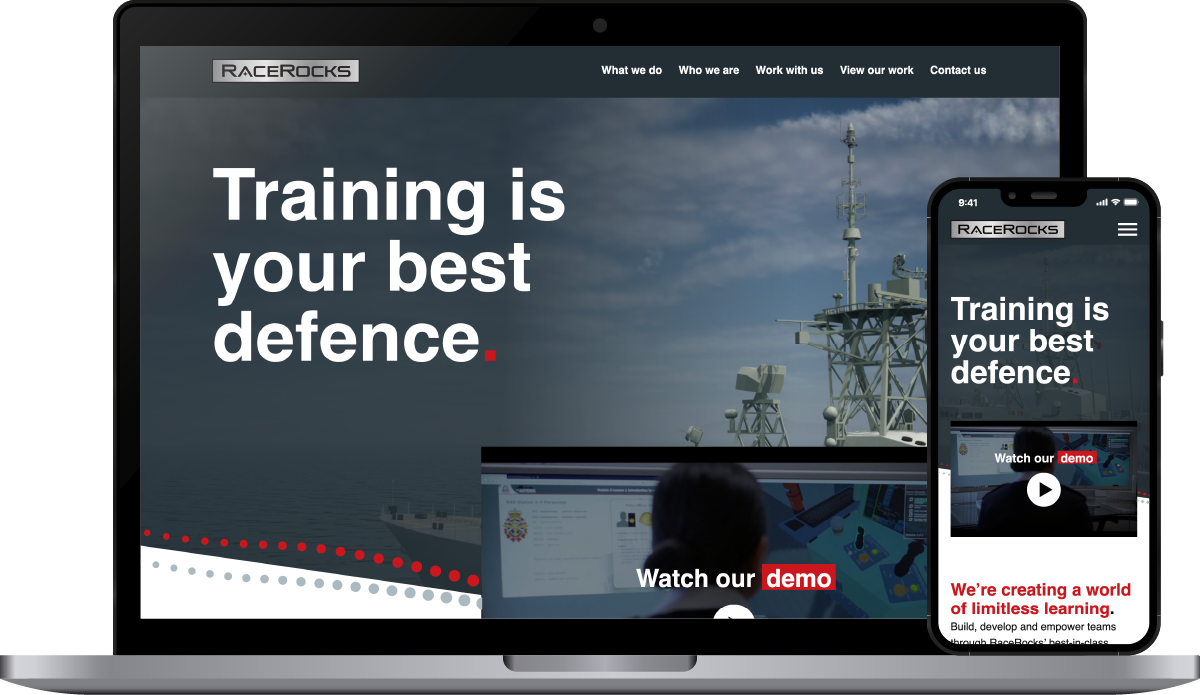 RACEROCKS
What we do Who we are Work with us View our work Contact us
Training is
your best
defence.
Watch our demo
9:41
RACEROCKS
Training is
your best
defence.
Watch our demo
We're creating a world
of limitless learning.
Build, develop and empower teams
through RaceRocks' best-in-class